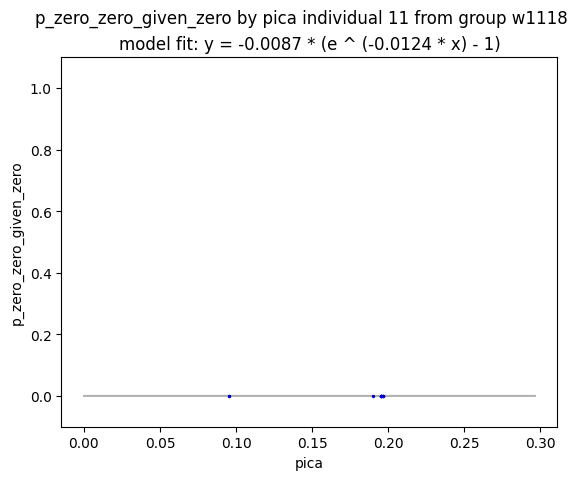 p_zero_zero_given_zero by pica individual 11 from group w1118
model fit: y = -0.0087 * (e ^ (-0.0124 * x) - 1)
1.0
0.8
0.6
0.4
0.2
0.0
p_zero_zero_given_zero
0.00 0.05 0.10 0.15 0.20 0.25 0.30
pica